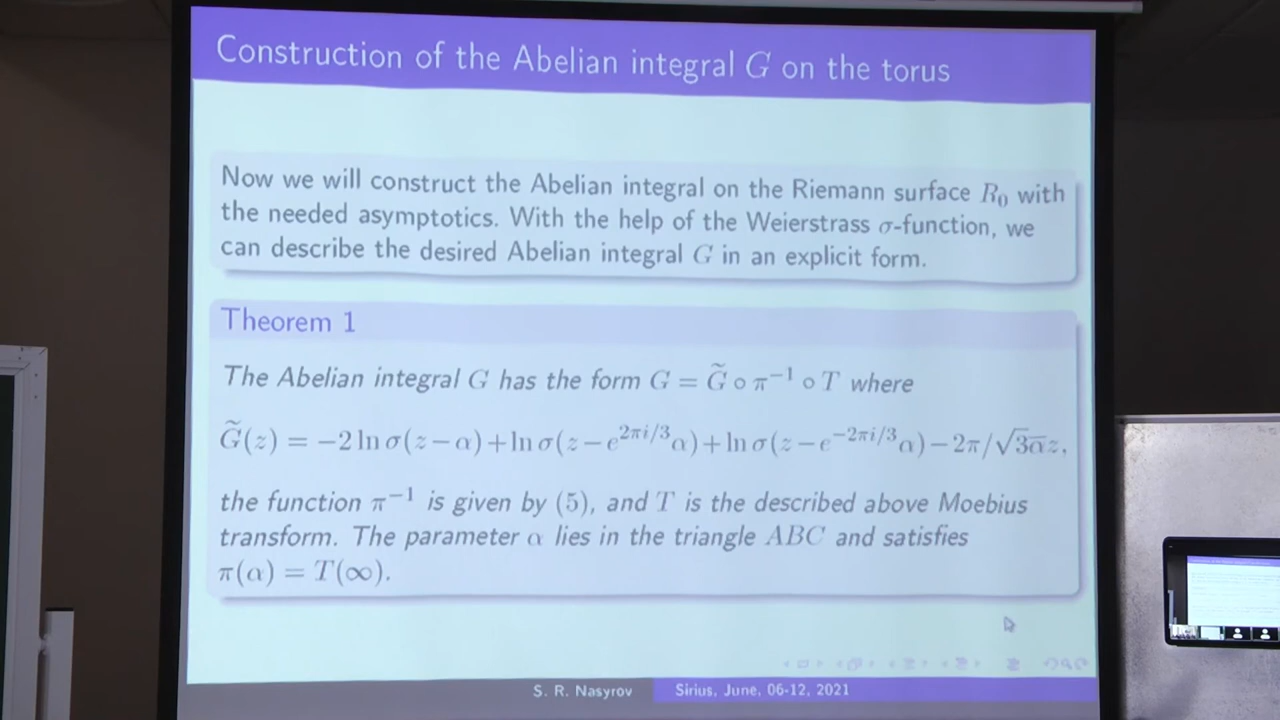 Construction of the Abelian integral G on the torus
Now we will construct the Abelian integral on the Riemann surface R₀ with
the needed asymptotics. With the help of the Weierstrass σ-function, we
can describe the desired Abelian integral G in an explicit form.
Theorem 1
The Abelian integral G has the form G = G̃ ∘ π⁻¹ ∘ T where
G̃(z) = −2 ln σ(z−α)+ln σ(z−e^{2πi/3}α)+ln σ(z−e^{−2πi/3}α)−2π/√3α̅z,
the function π⁻¹ is given by (5), and T is the described above Moebius
transform. The parameter α lies in the triangle ABC and satisfies
π(α) = T(∞).
S. R. Nasyrov Sirius, June, 06-12, 2021